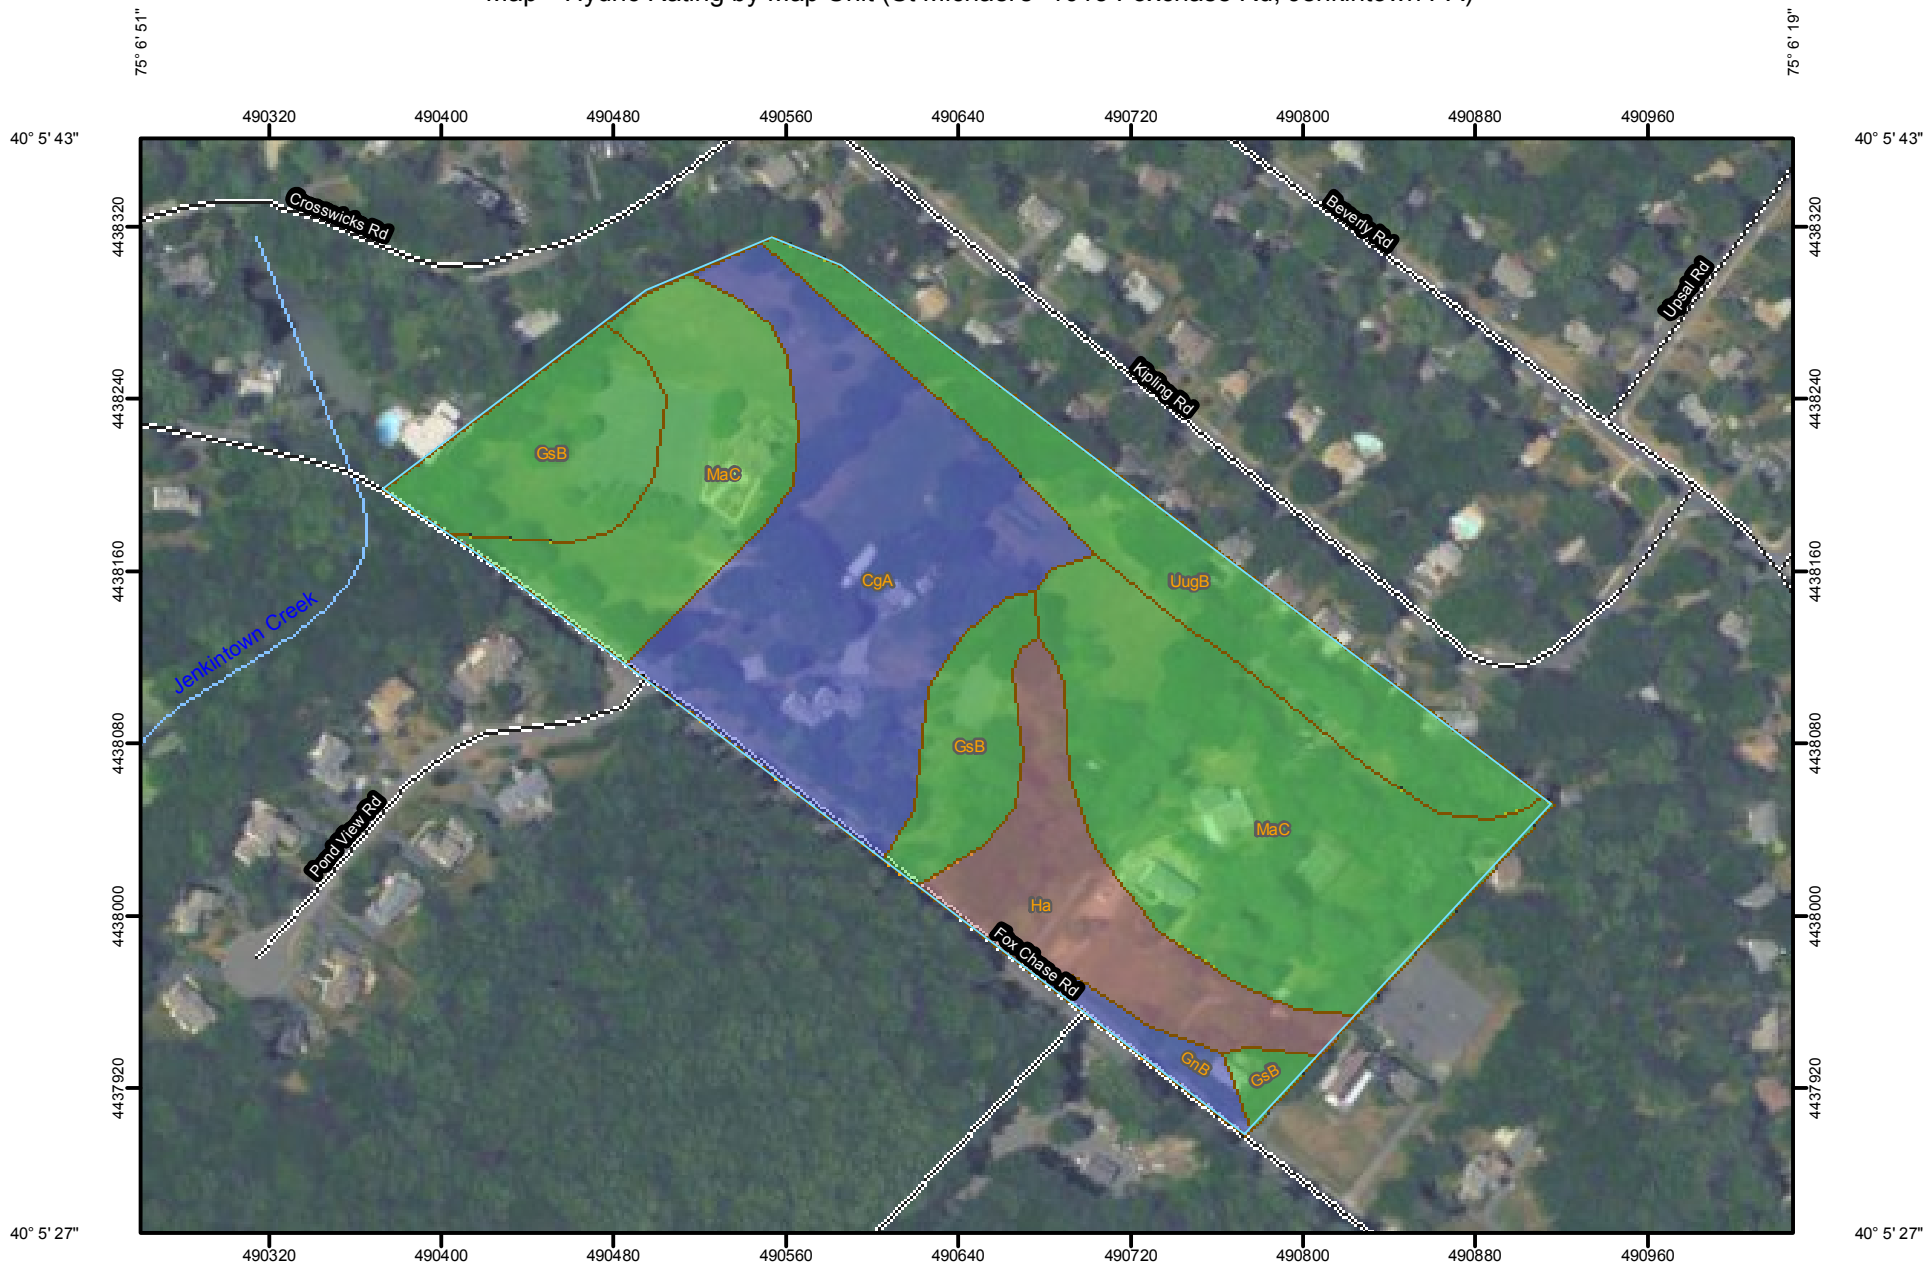 75° 6' 51"
75° 6' 19"
490320 490400 490480 490560 490640 490720 490800 490880 490960
40° 5' 43"
40° 5' 43"
4438320
4438320
Crosswicks Rd
Beverly Rd
Upsal Rd
4438240
4438240
Kipling Rd
GsB
MaC
4438160
4438160
CgA
UugB
Jenkintown Creek
4438080
4438080
GsB
Pond View Rd
MaC
4438000
4438000
Ha
Fox Chase Rd
4437920
4437920
GnB
GsB
40° 5' 27"
40° 5' 27"
490320 490400 490480 490560 490640 490720 490800 490880 490960